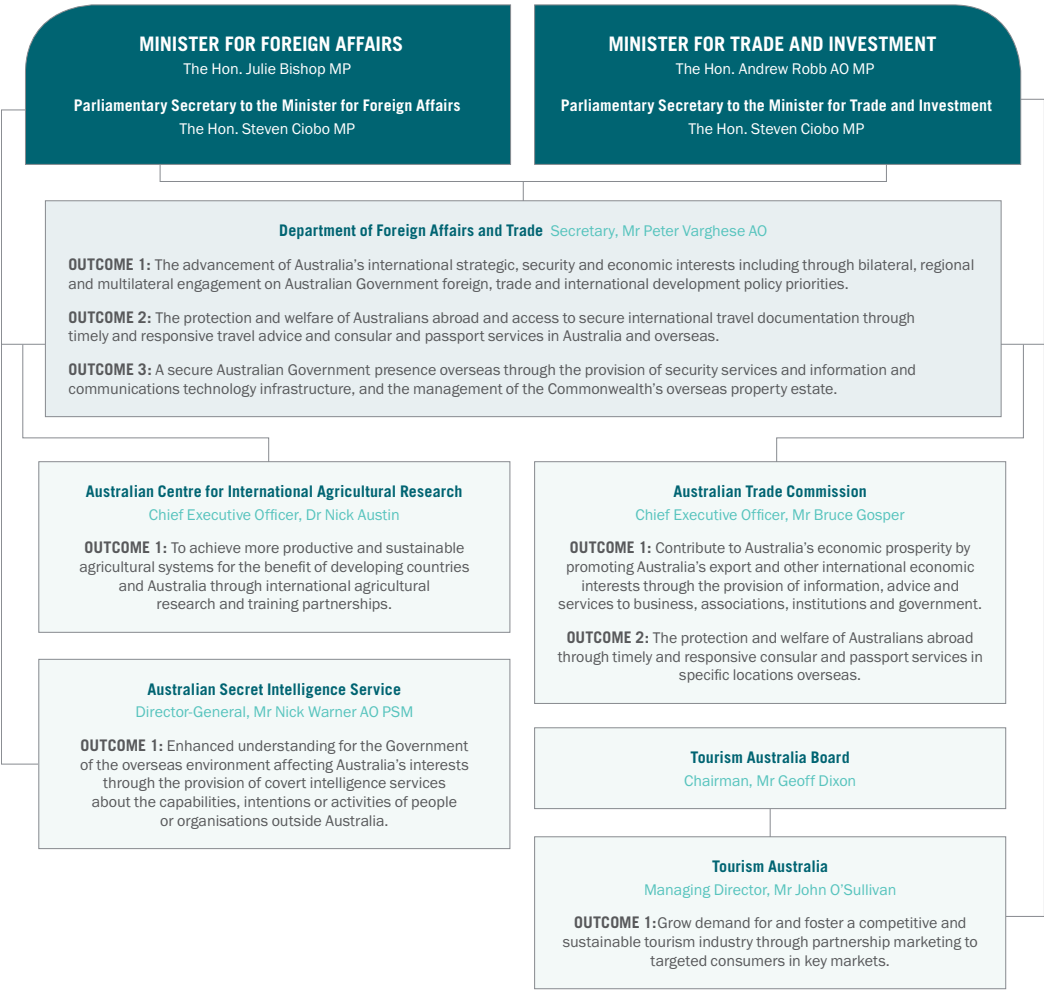 MINISTER FOR FOREIGN AFFAIRS
The Hon. Julie Bishop MP
Parliamentary Secretary to the Minister for Foreign Affairs
The Hon. Steven Ciobo MP
MINISTER FOR TRADE AND INVESTMENT
The Hon. Andrew Robb AO MP
Parliamentary Secretary to the Minister for Trade and Investment
The Hon. Steven Ciobo MP
Department of Foreign Affairs and Trade Secretary, Mr Peter Varghese AO
OUTCOME 1: The advancement of Australia's international strategic, security and economic interests including through bilateral, regional
and multilateral engagement on Australian Government foreign, trade and international development policy priorities.
OUTCOME 2: The protection and welfare of Australians abroad and access to secure international travel documentation through
timely and responsive travel advice and consular and passport services in Australia and overseas.
OUTCOME 3: A secure Australian Government presence overseas through the provision of security services and information and
communications technology infrastructure, and the management of the Commonwealth's overseas property estate.
Australian Centre for International Agricultural Research
Chief Executive Officer, Dr Nick Austin
OUTCOME 1: To achieve more productive and sustainable
agricultural systems for the benefit of developing countries
and Australia through international agricultural
research and training partnerships.
Australian Secret Intelligence Service
Director-General, Mr Nick Warner AO PSM
OUTCOME 1: Enhanced understanding for the Government
of the overseas environment affecting Australia's interests
through the provision of covert intelligence services
about the capabilities, intentions or activities of people
or organisations outside Australia.
Australian Trade Commission
Chief Executive Officer, Mr Bruce Gosper
OUTCOME 1: Contribute to Australia's economic prosperity by
promoting Australia's export and other international economic
interests through the provision of information, advice and
services to business, associations, institutions and government.
OUTCOME 2: The protection and welfare of Australians abroad
through timely and responsive consular and passport services in
specific locations overseas.
Tourism Australia Board
Chairman, Mr Geoff Dixon
Tourism Australia
Managing Director, Mr John O'Sullivan
OUTCOME 1:Grow demand for and foster a competitive and
sustainable tourism industry through partnership marketing to
targeted consumers in key markets.